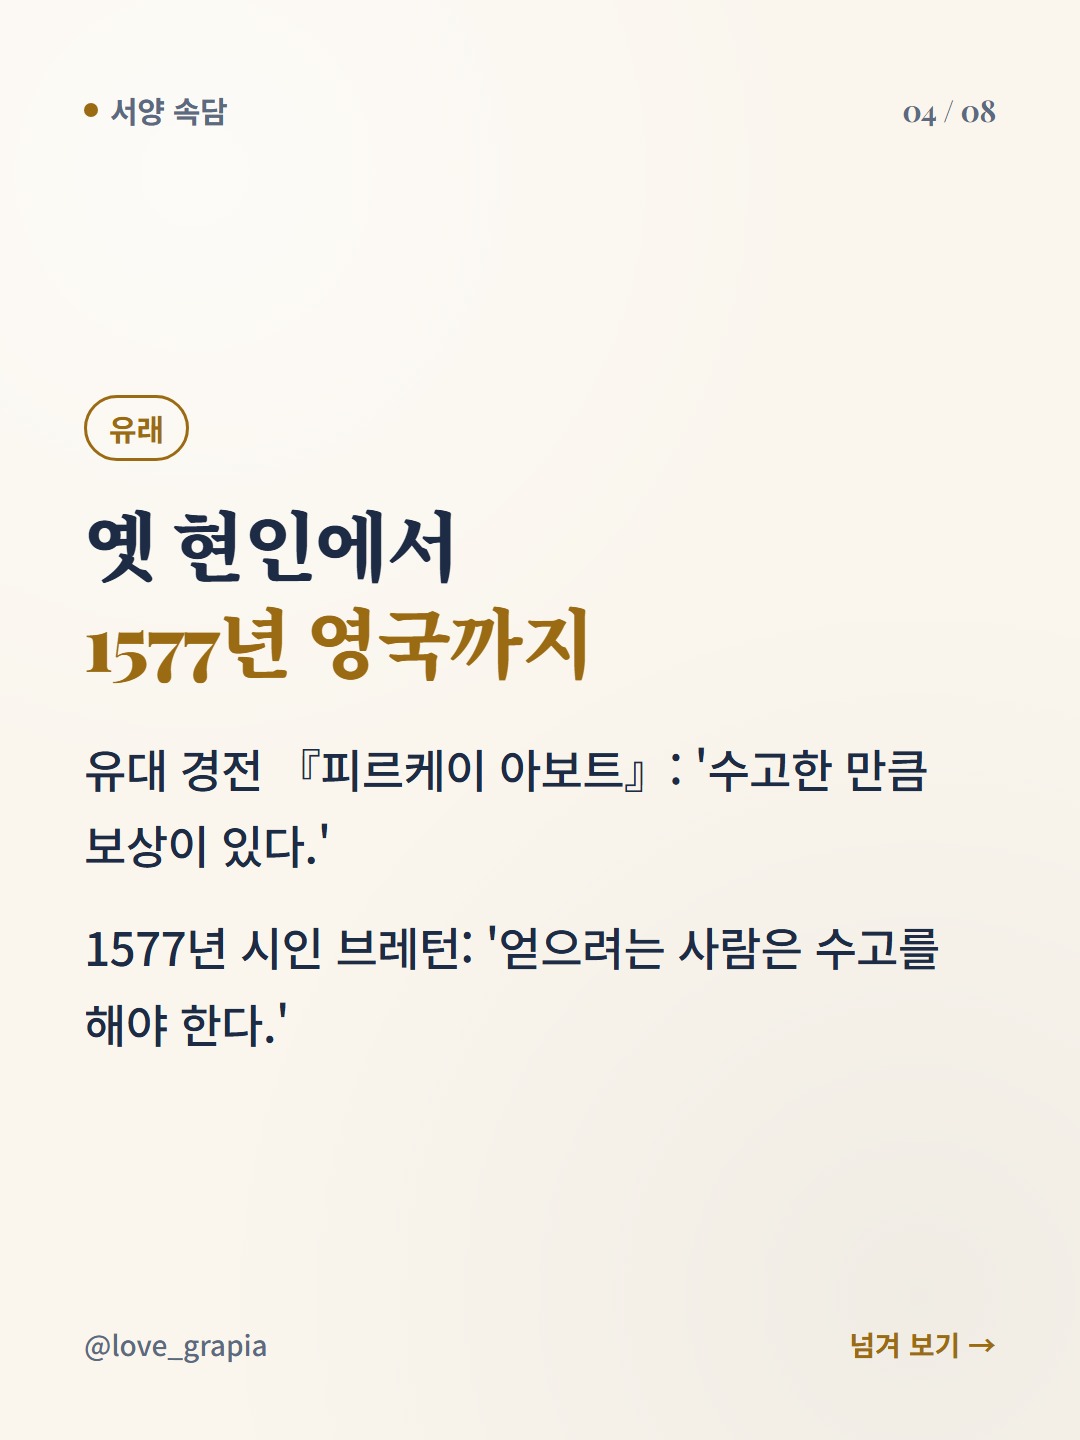 서양 속담
04 / 08
유래
옛 현인에서
1577년 영국까지
유대 경전 『피르케이 아보트』: '수고한 만큼
보상이 있다.'
1577년 시인 브레턴: '얻으려는 사람은 수고를
해야 한다.'
@love_grapia
넘겨 보기 →